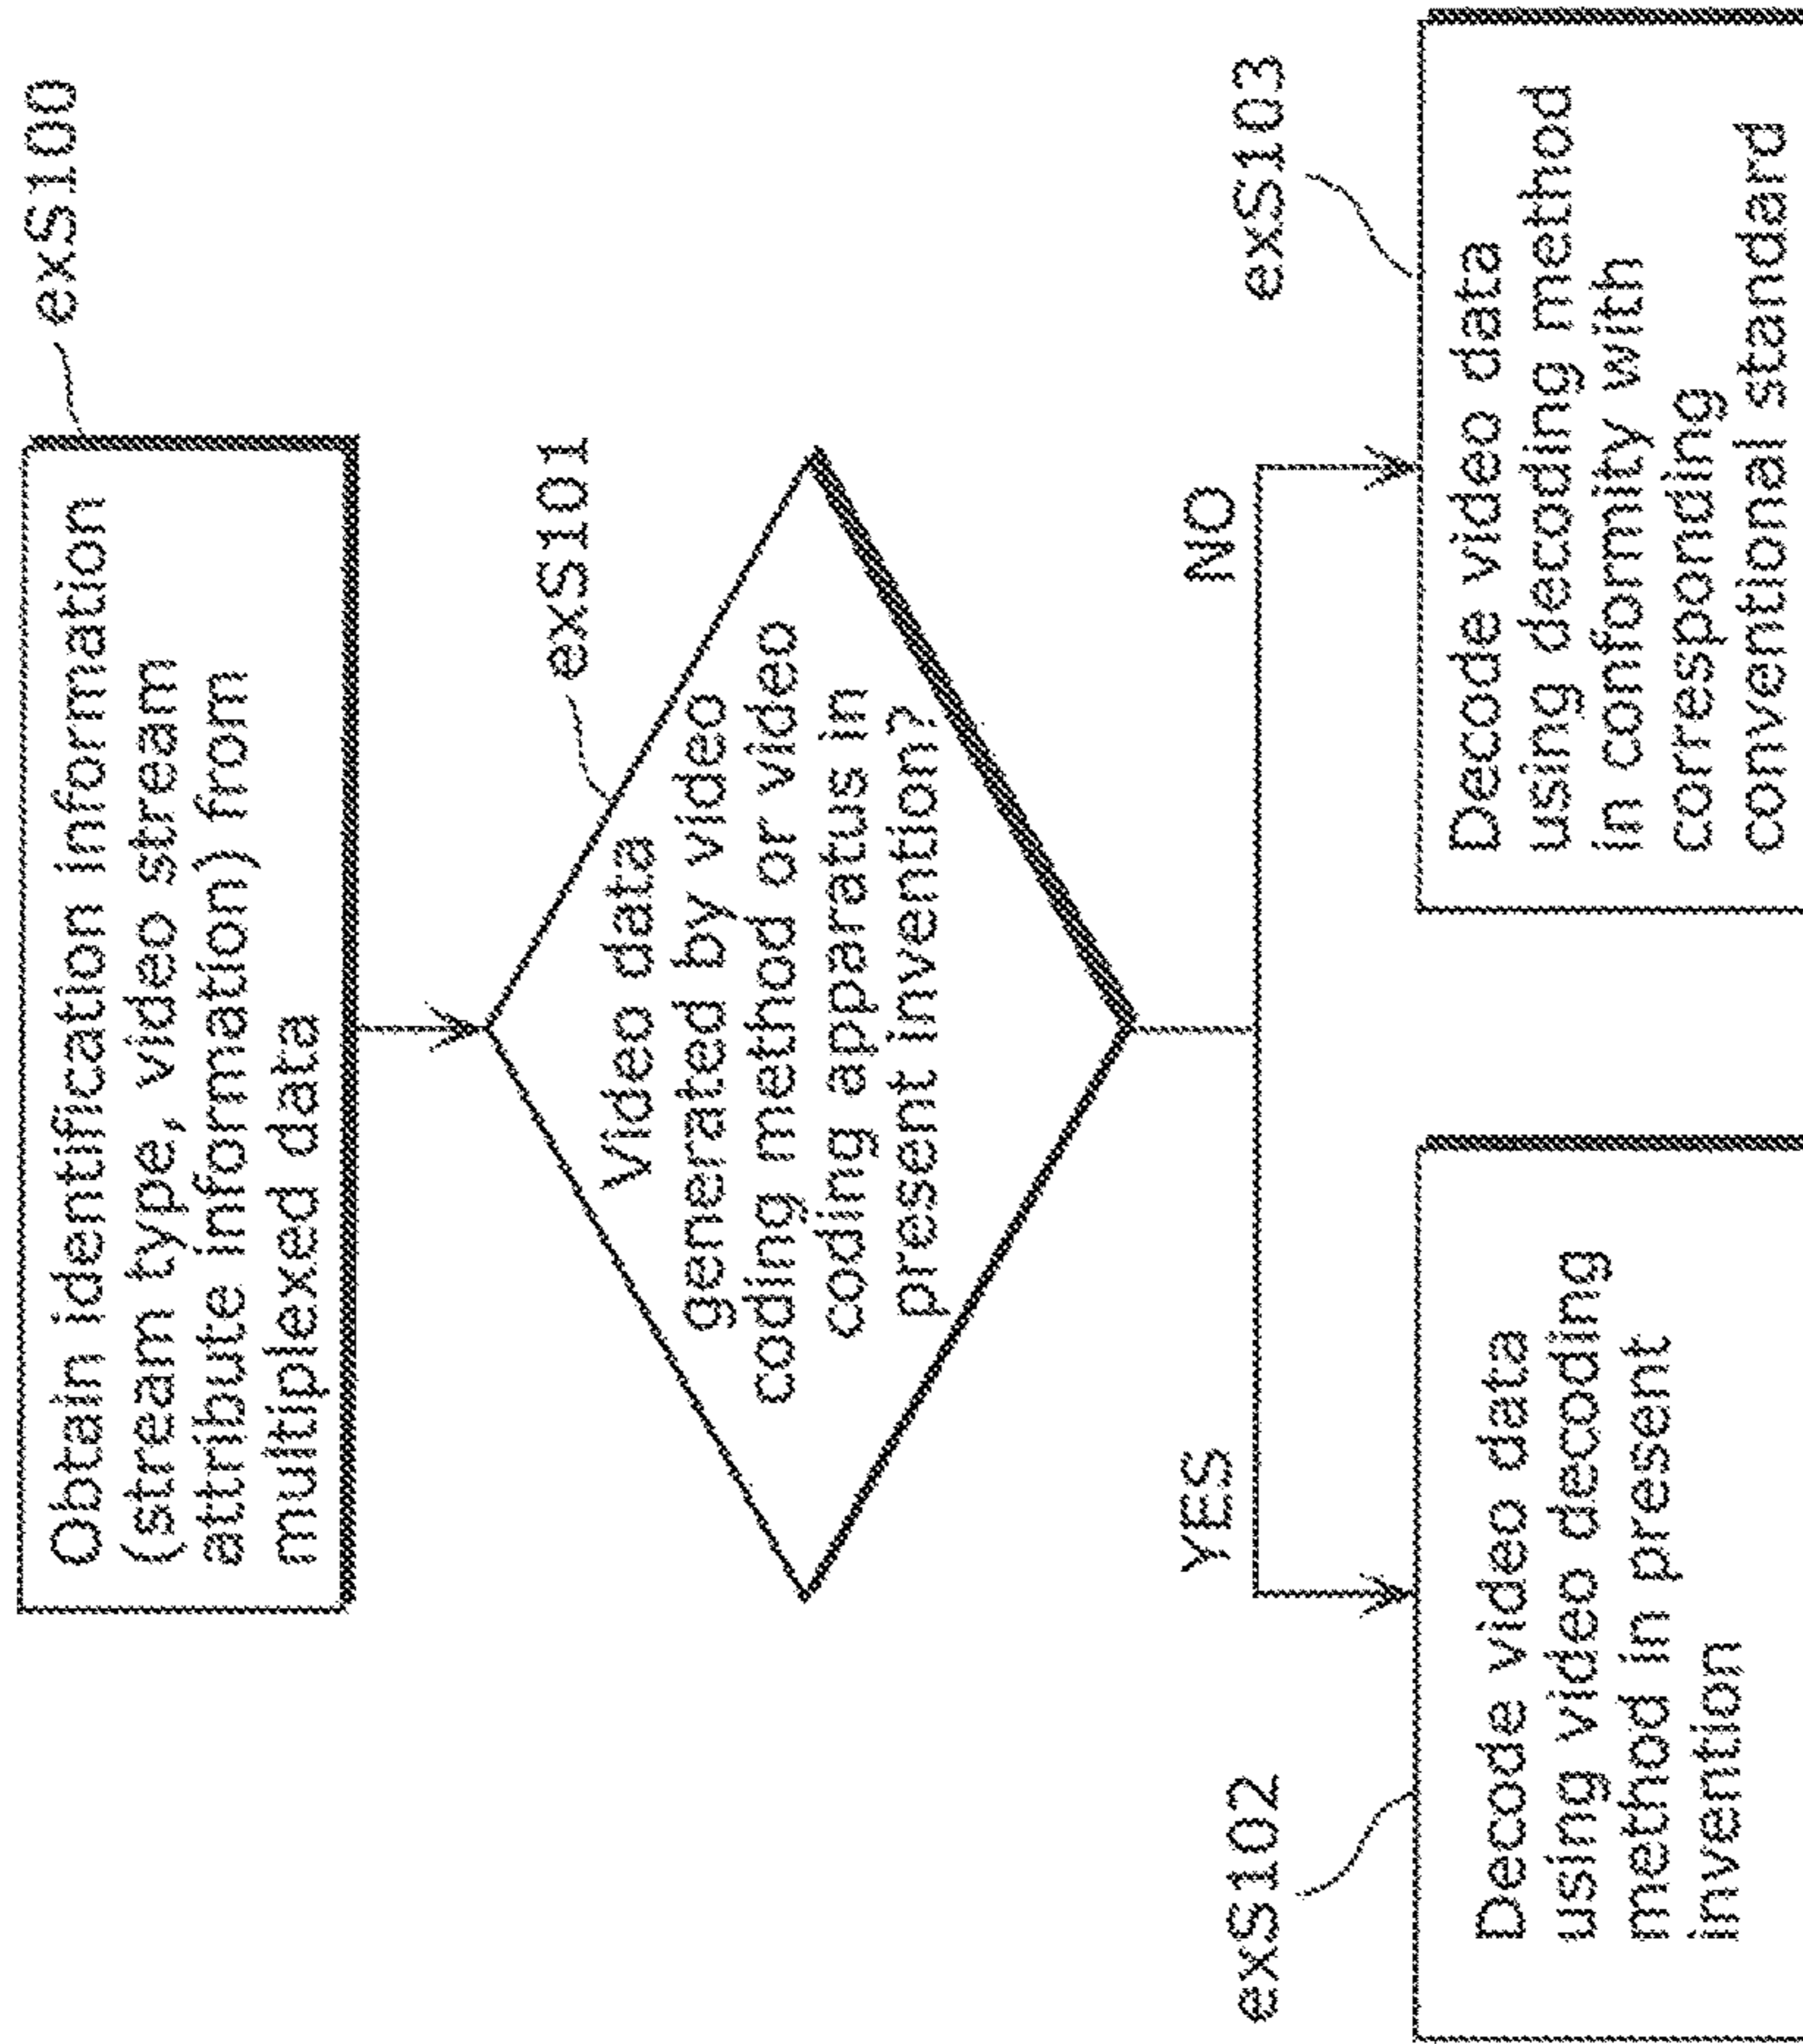 exS100
Obtain identification information
(stream type, video stream
attribute information) from
multiplexed data
exS101
Video data
generated by video
coding method or video
coding apparatus in
present invention?
YES
NO
exS102
Decode video data
using video decoding
method in present
invention
exS103
Decode video data
using decoding method
in conformity with
corresponding
conventional standard